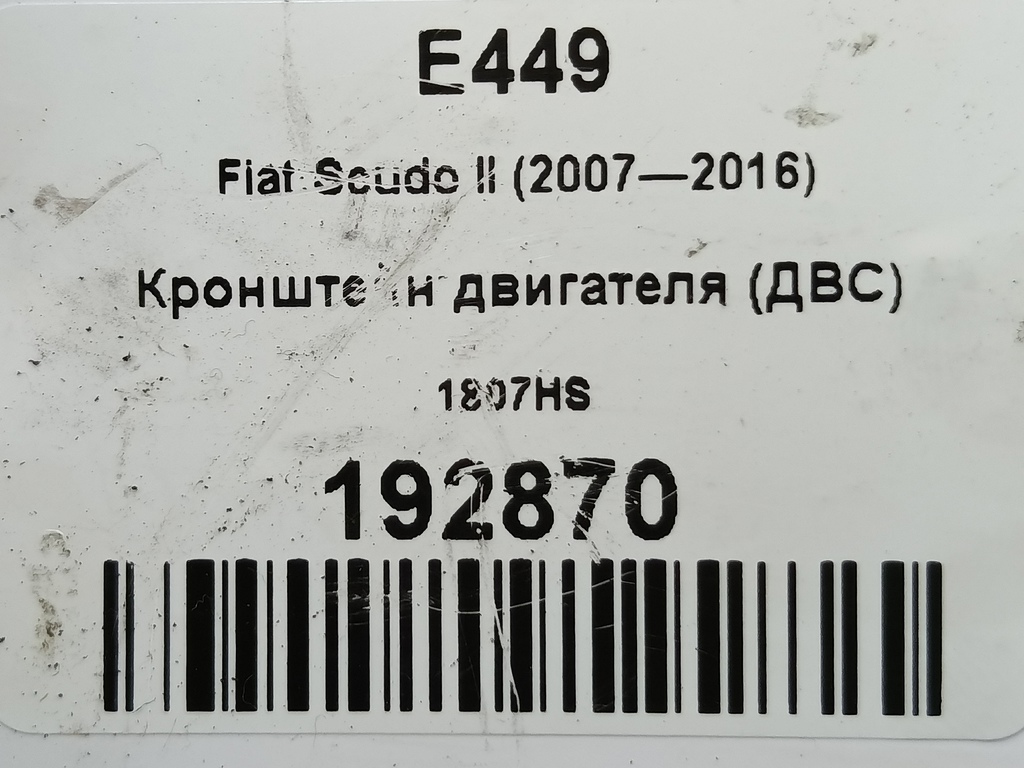 E449
Fiat Scudo II (2007—2016)
Кронштейн двигателя (ДВС)
1807HS
192870